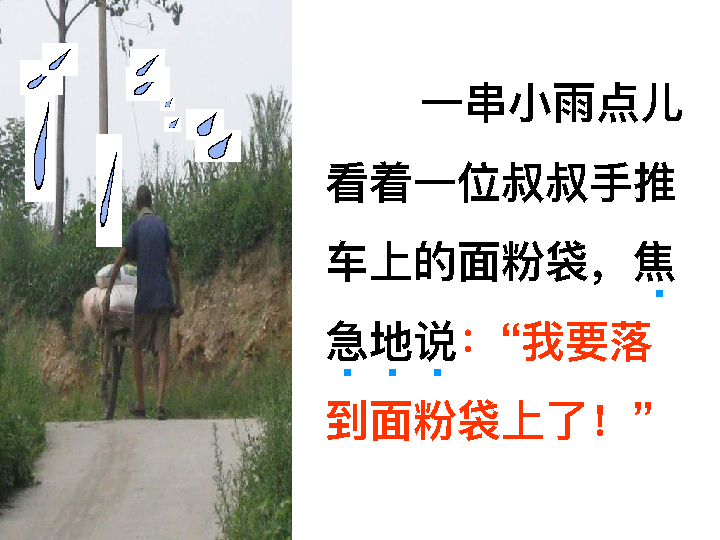 一串小雨点儿
看着一位叔叔手推
车上的面粉袋，焦
急地说：“我要落
到面粉袋上了！”